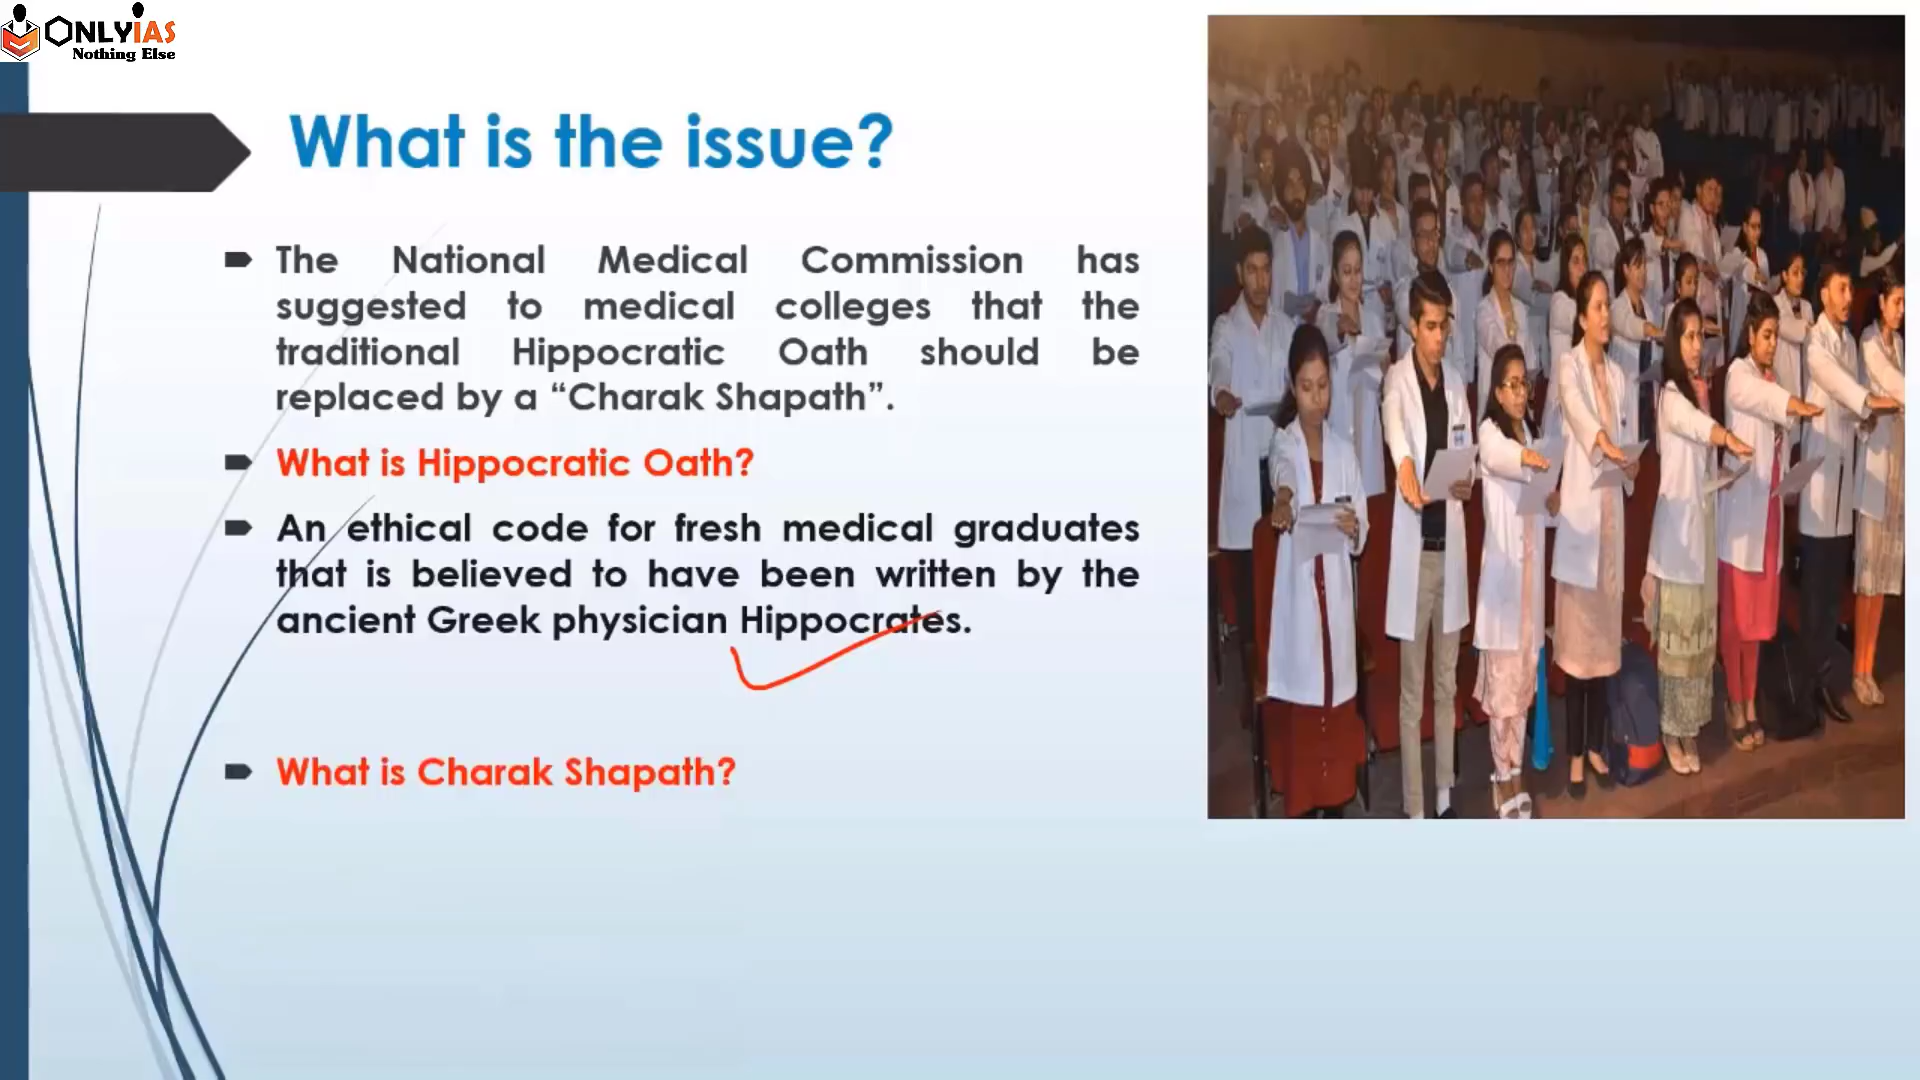 ONLYIAS
Nothing Else
What is the issue?
The National Medical Commission has
suggested to medical colleges that the
traditional Hippocratic Oath should be
replaced by a “Charak Shapath”.
What is Hippocratic Oath?
An ethical code for fresh medical graduates
that is believed to have been written by the
ancient Greek physician Hippocrates.
What is Charak Shapath?